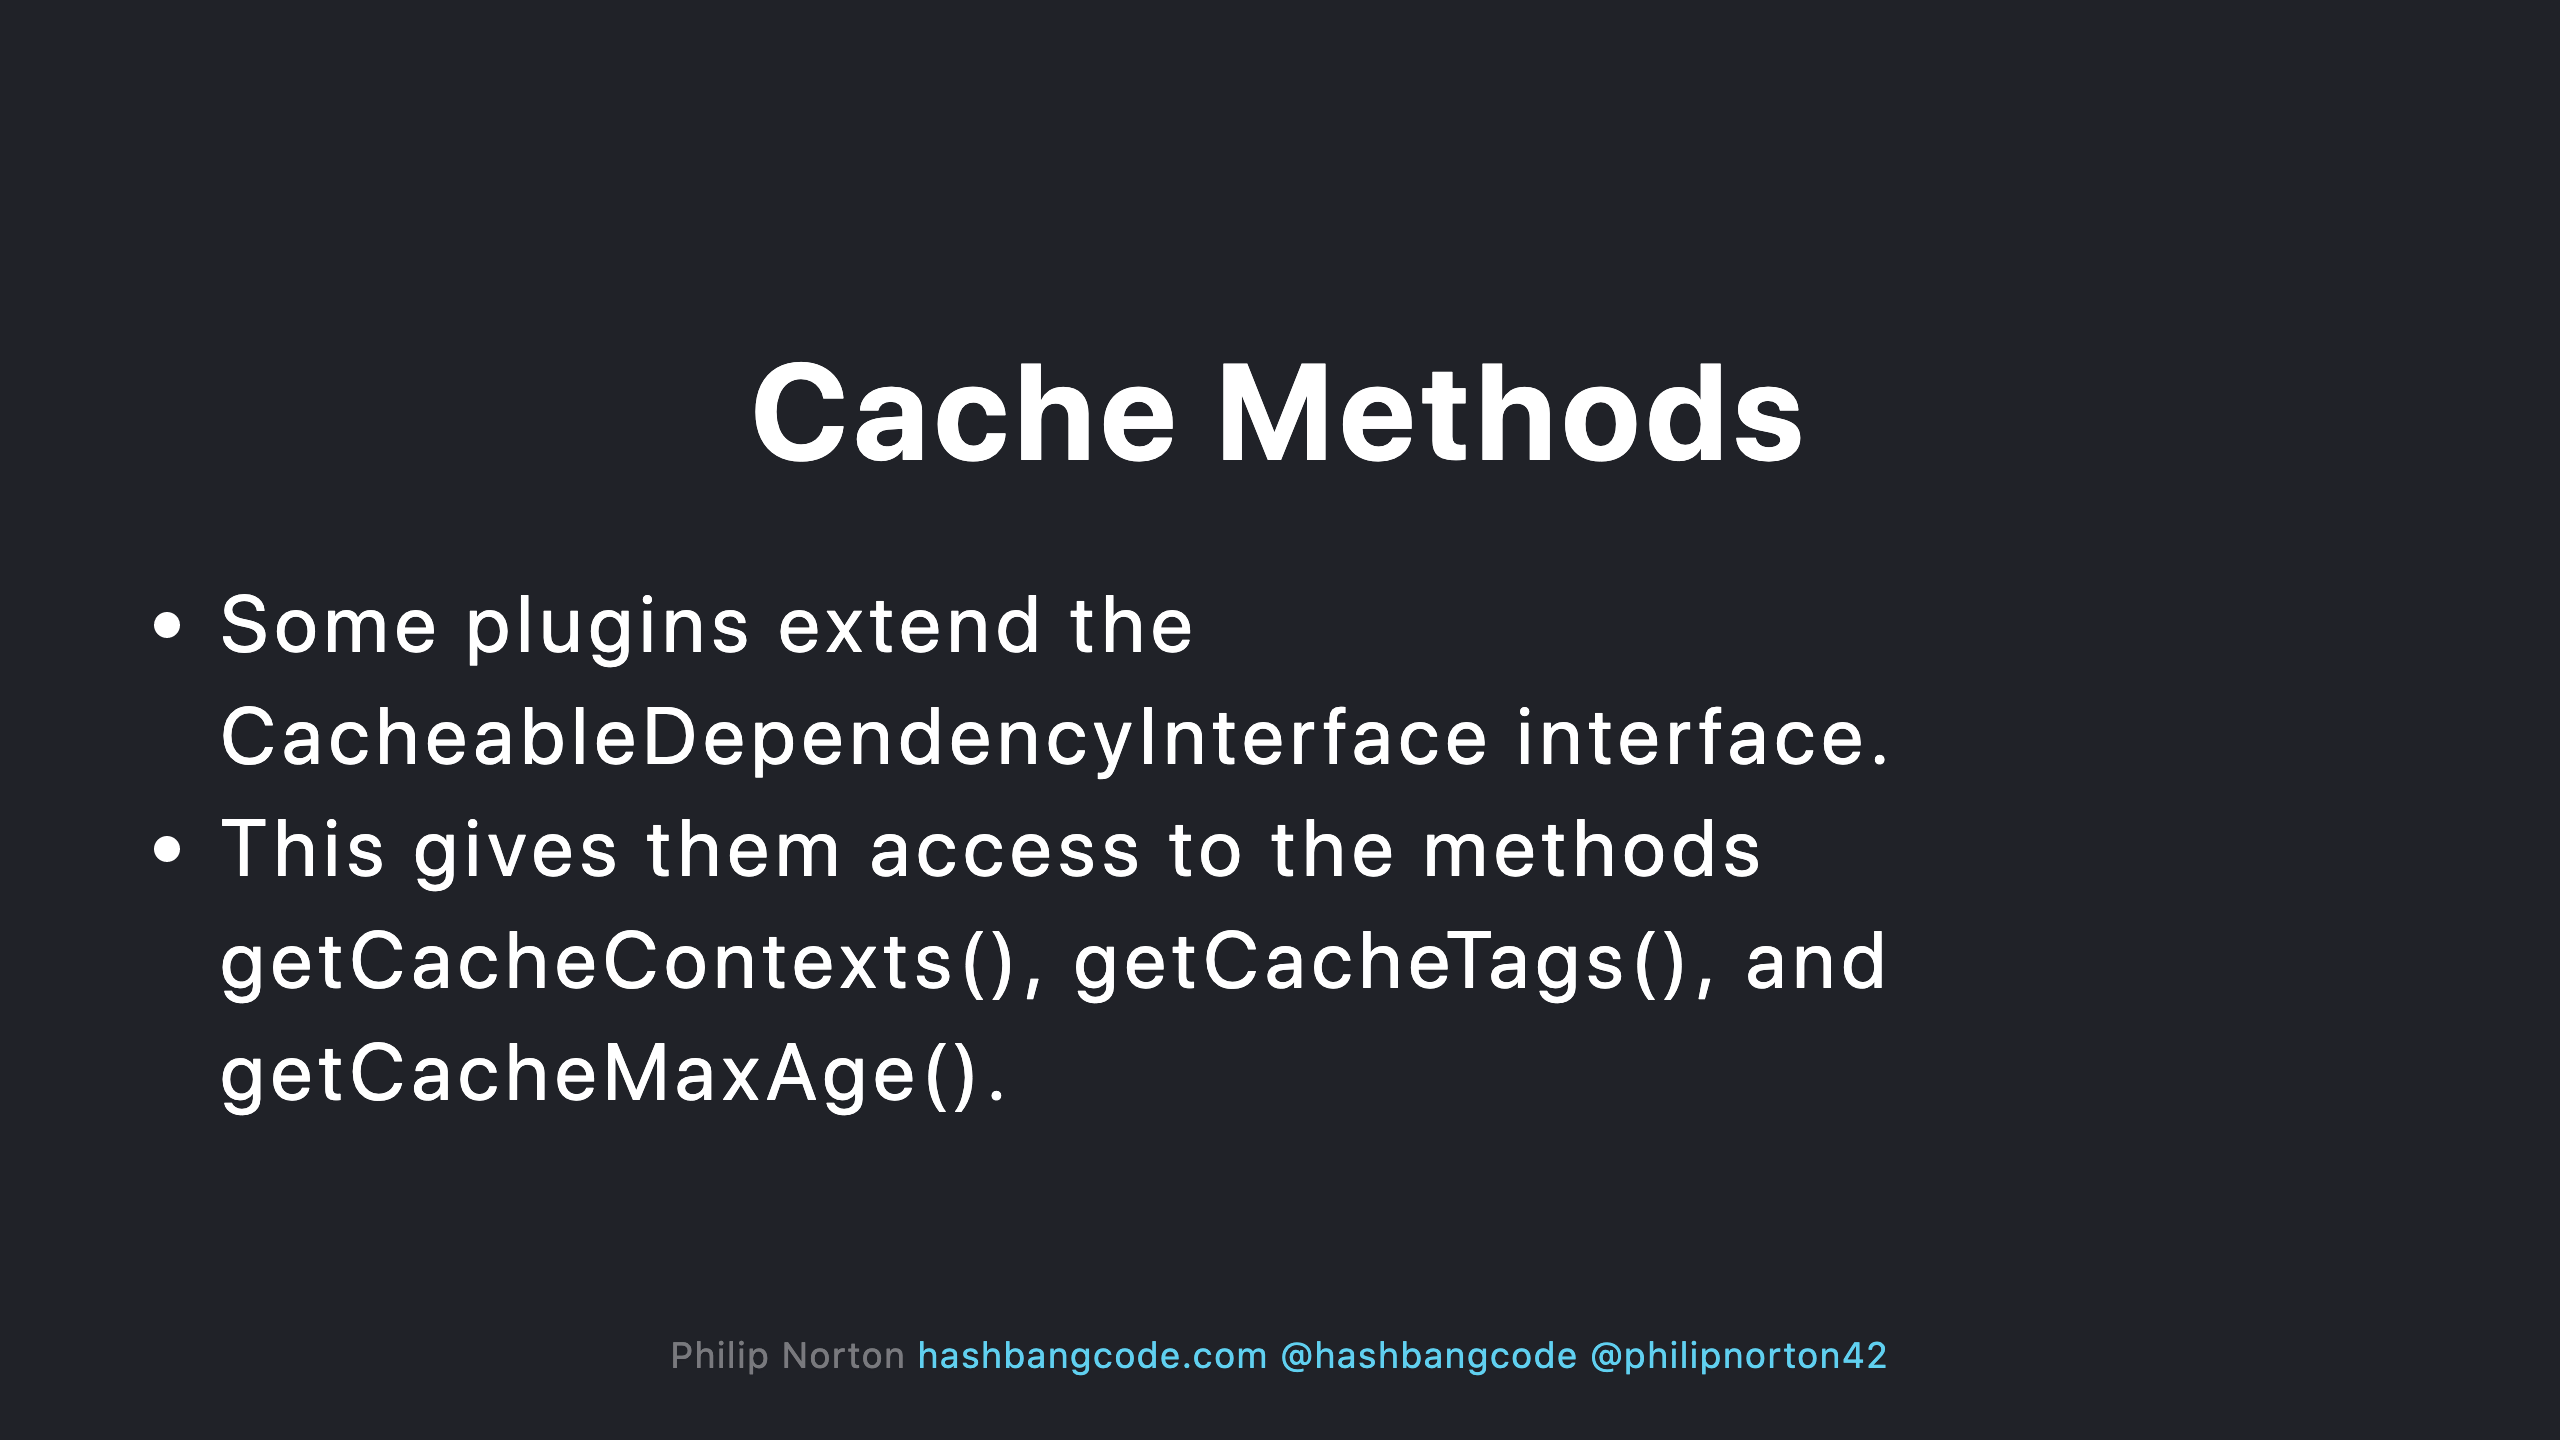 Cache Methods
• Some plugins extend the
CacheableDependencyInterface interface.
• This gives them access to the methods
getCacheContexts(), getCacheTags(), and
getCacheMaxAge().
Philip Norton hashbangcode.com @hashbangcode @philipnorton42